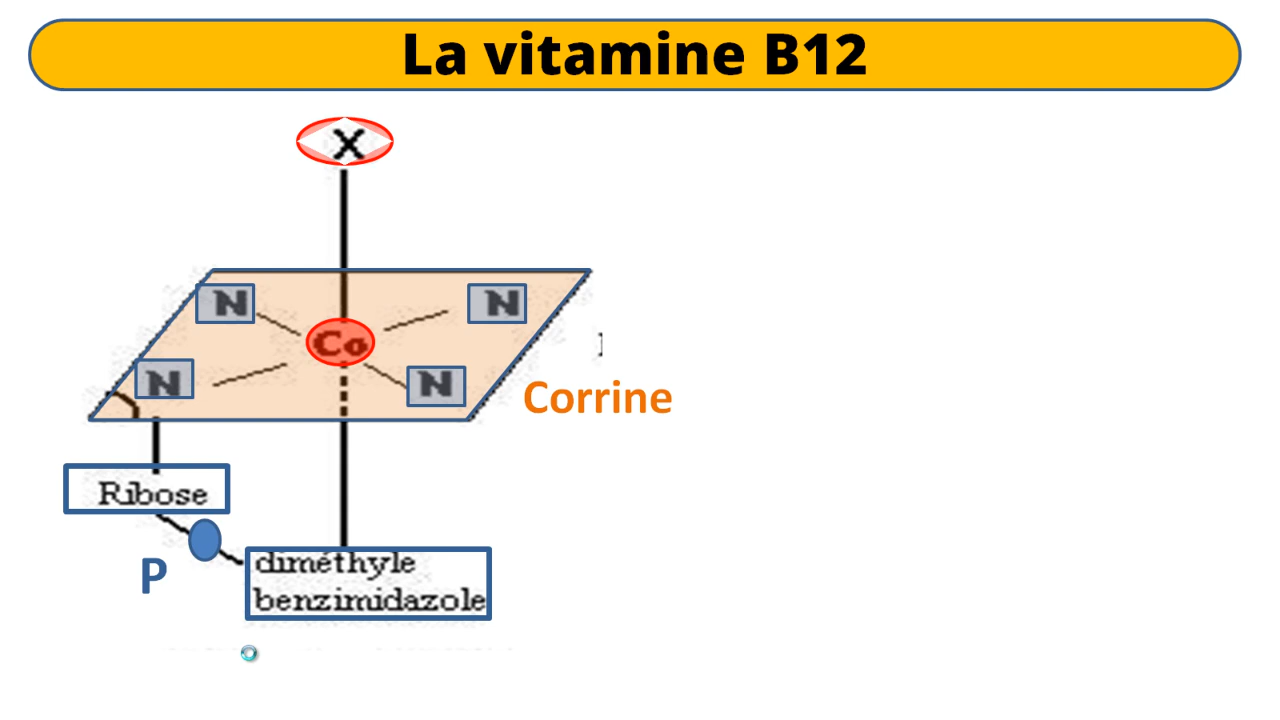 La vitamine B12
X
N
N
Co
N
N
Corrine
Ribose
P
diméthyle
benzimidazole